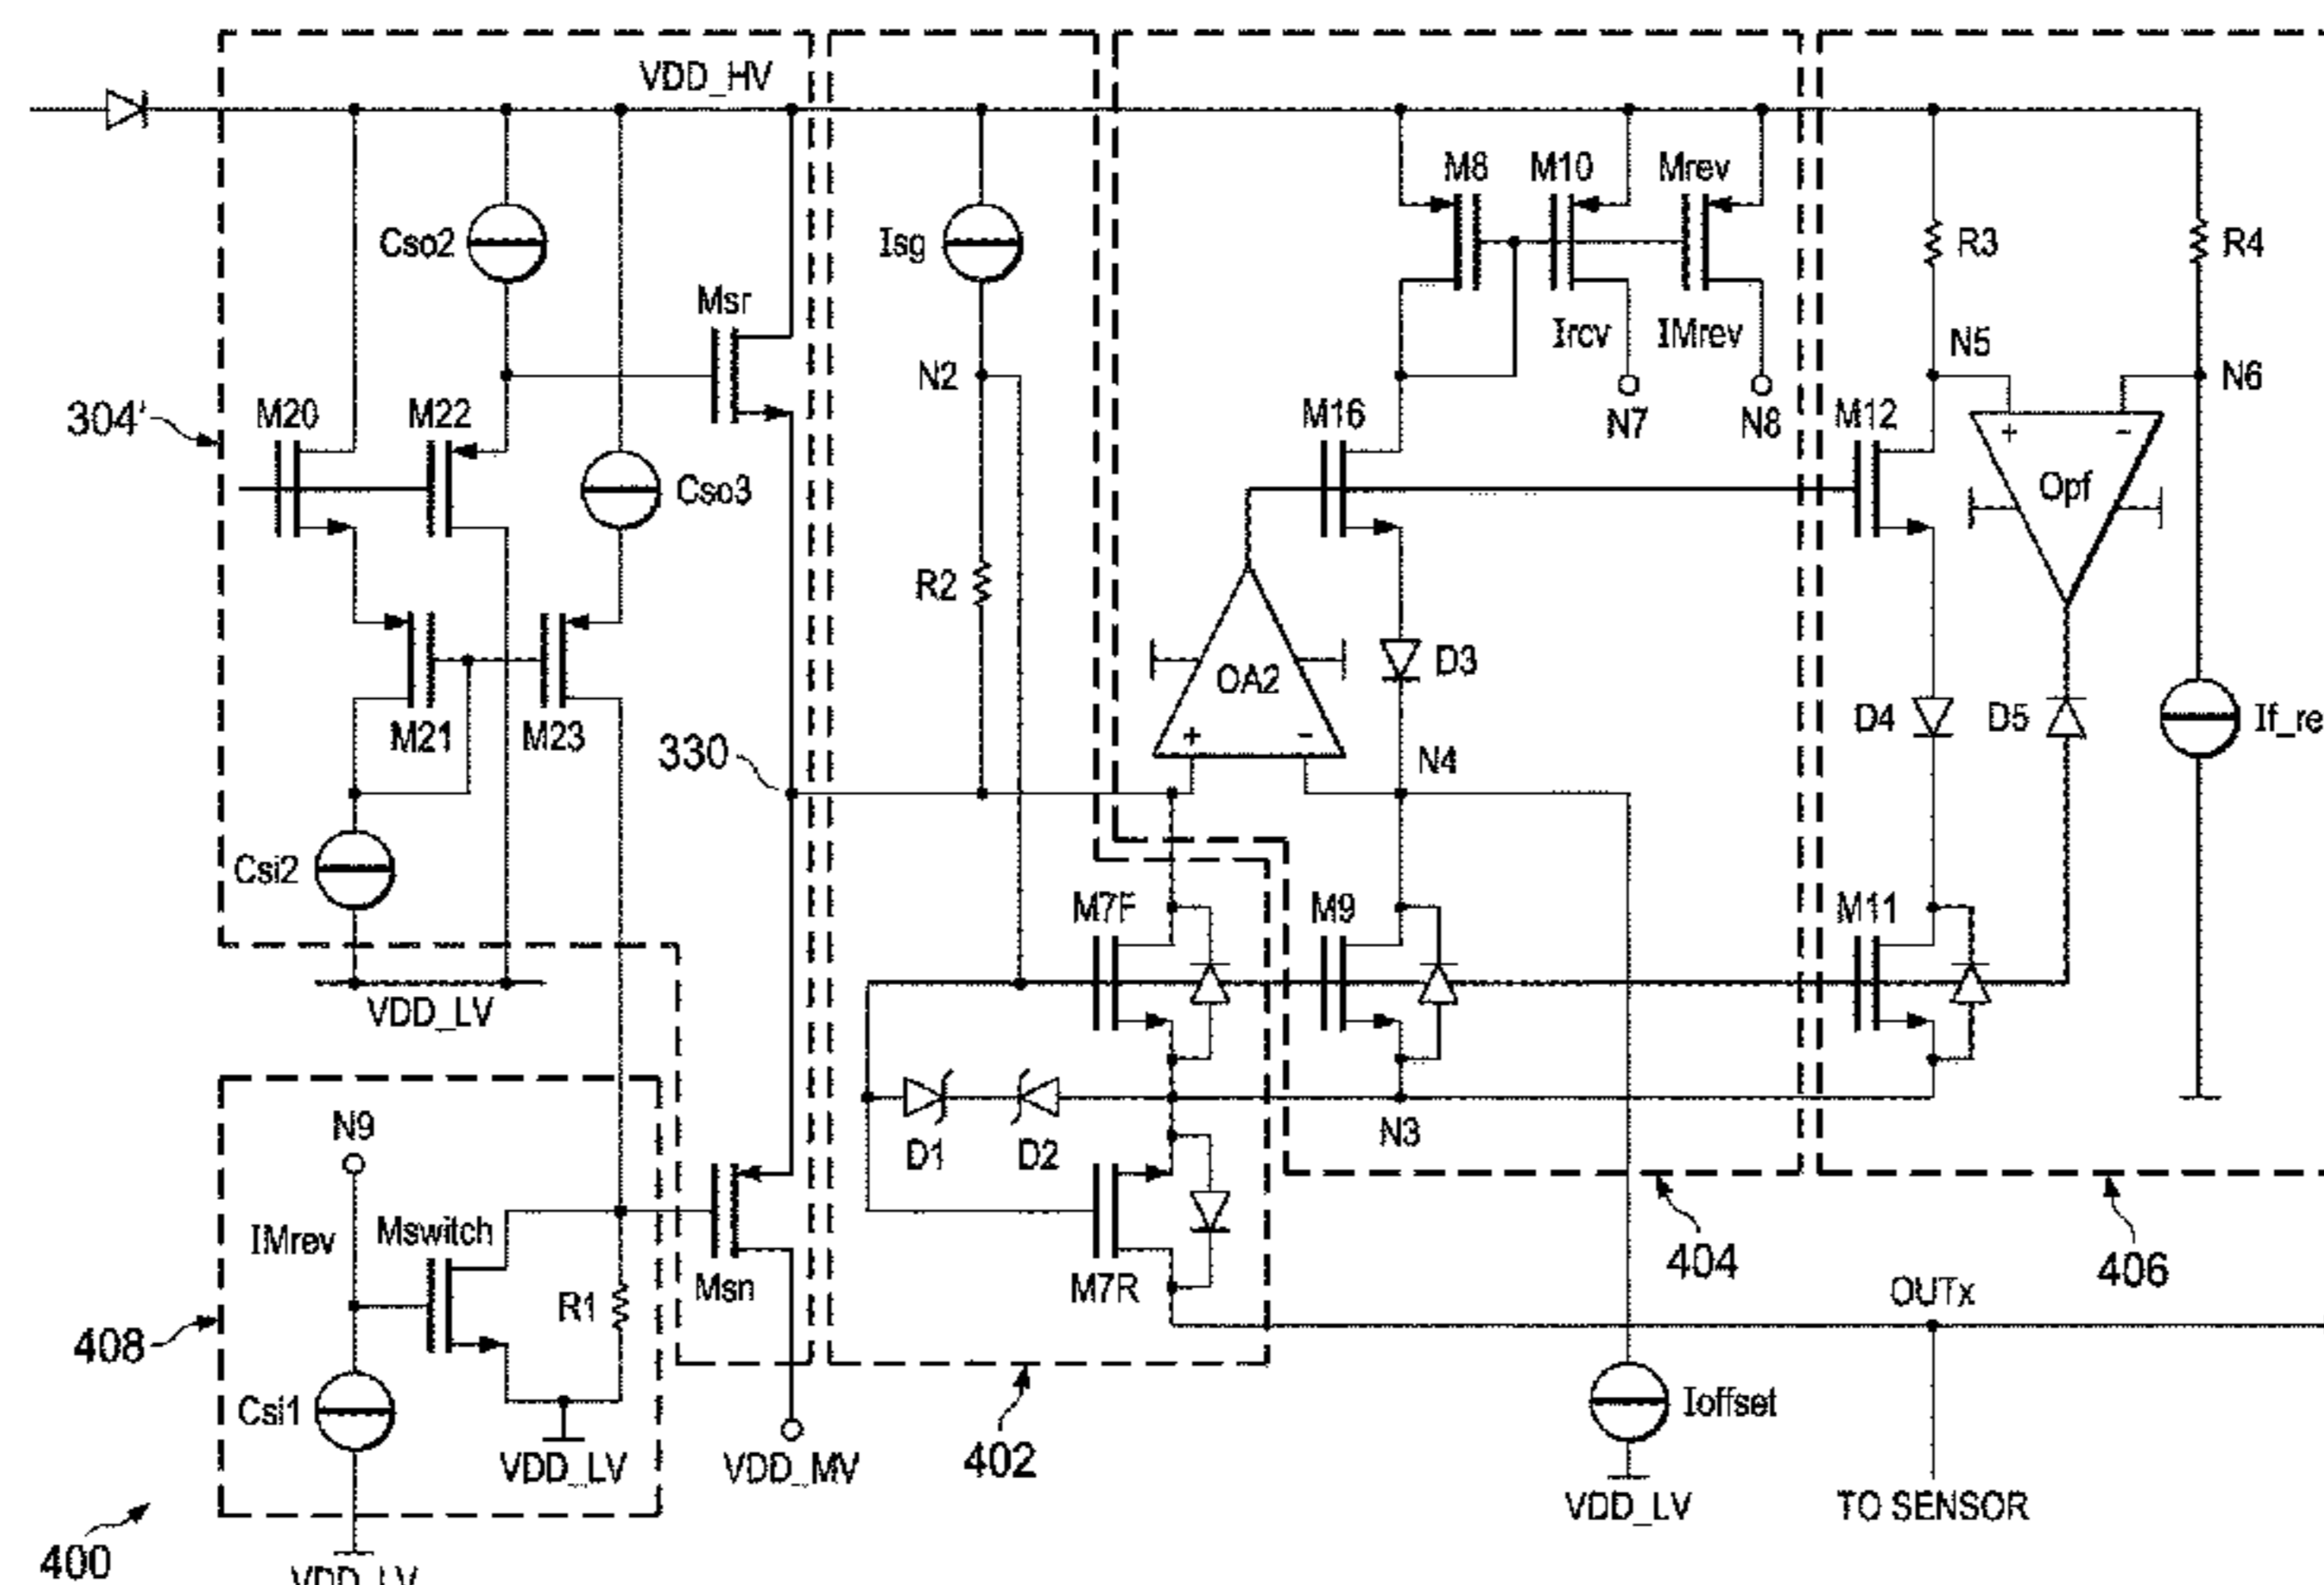 VDD_HV
M8
M10
Mrev
Cso2
Isg
R3
R4
Msr
Ircv
IMrev
N5
N2
N6
304'
M20
M22
M16
N7
N8
M12
Cso3
+
-
Opf
R2
D3
OA2
M21
M23
330
+
-
N4
D4
D5
If_re
Csi2
M7F
M9
M11
VDD_LV
N9
D1
D2
N3
IMrev
Mswitch
R1
Msn
M7R
404
406
OUTx
408
Csi1
Ioffset
VDD_LV
VDD_MV
402
VDD_LV
TO SENSOR
400
VDD_LV